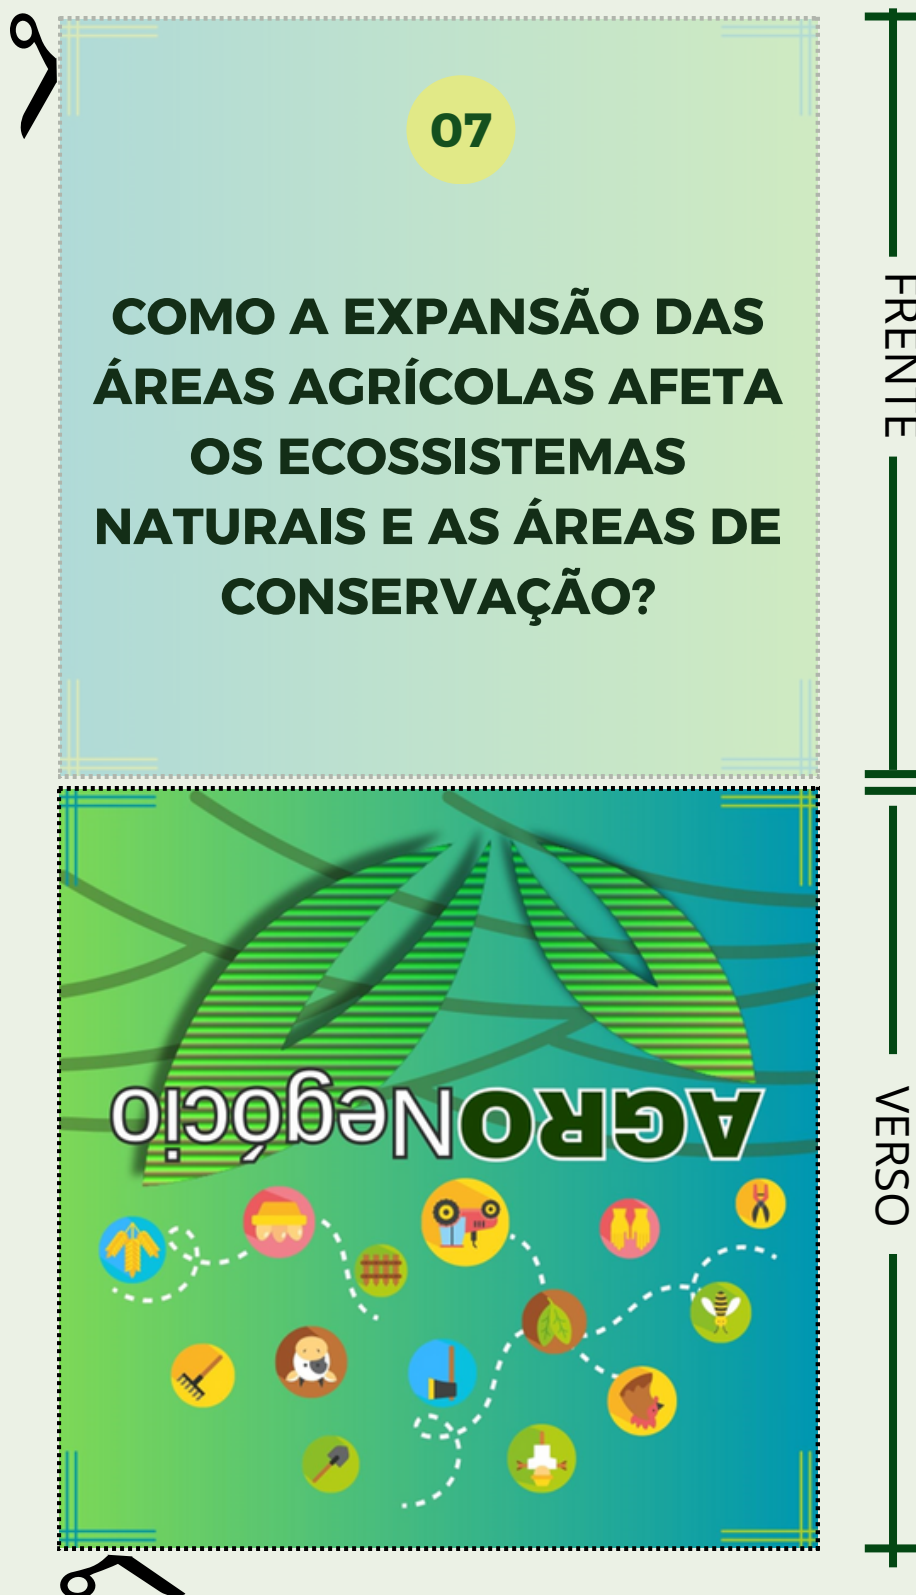 07
COMO A EXPANSÃO DAS
ÁREAS AGRÍCOLAS AFETA
OS ECOSSISTEMAS
NATURAIS E AS ÁREAS DE
CONSERVAÇÃO?
FRENTE
AGRONegócio
VERSO